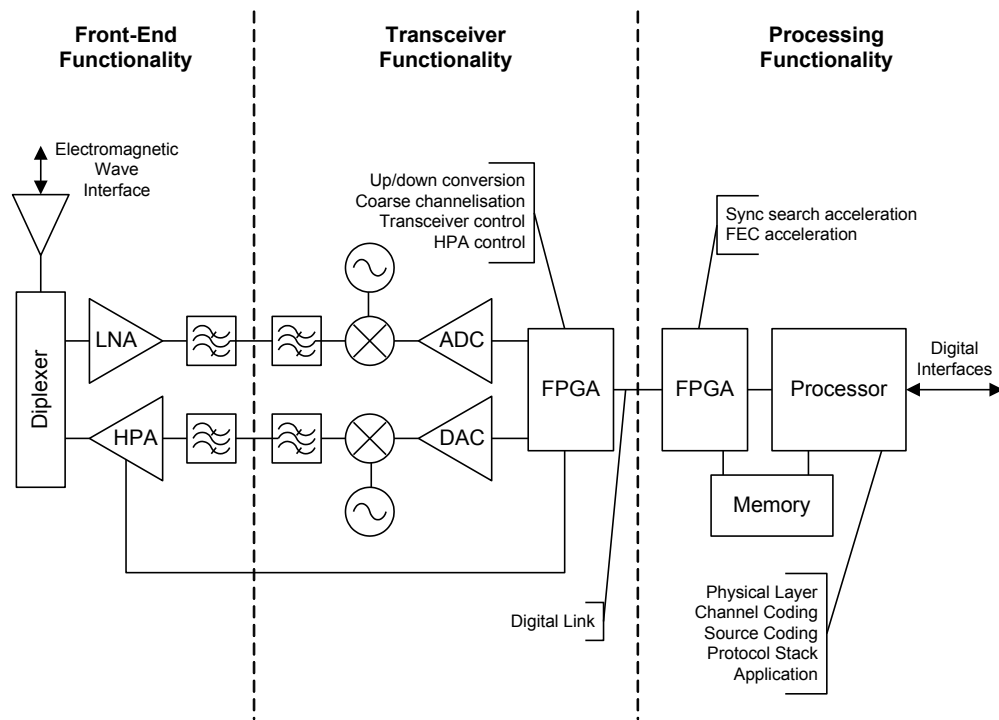 Front-End
Functionality
Transceiver
Functionality
Processing
Functionality
Electromagnetic
Wave
Interface
Up/down conversion
Coarse channelisation
Transceiver control
HPA control
Sync search acceleration
FEC acceleration
Diplexer
LNA
ADC
HPA
DAC
FPGA
FPGA
Processor
Digital
Interfaces
Memory
Digital Link
Physical Layer
Channel Coding
Source Coding
Protocol Stack
Application